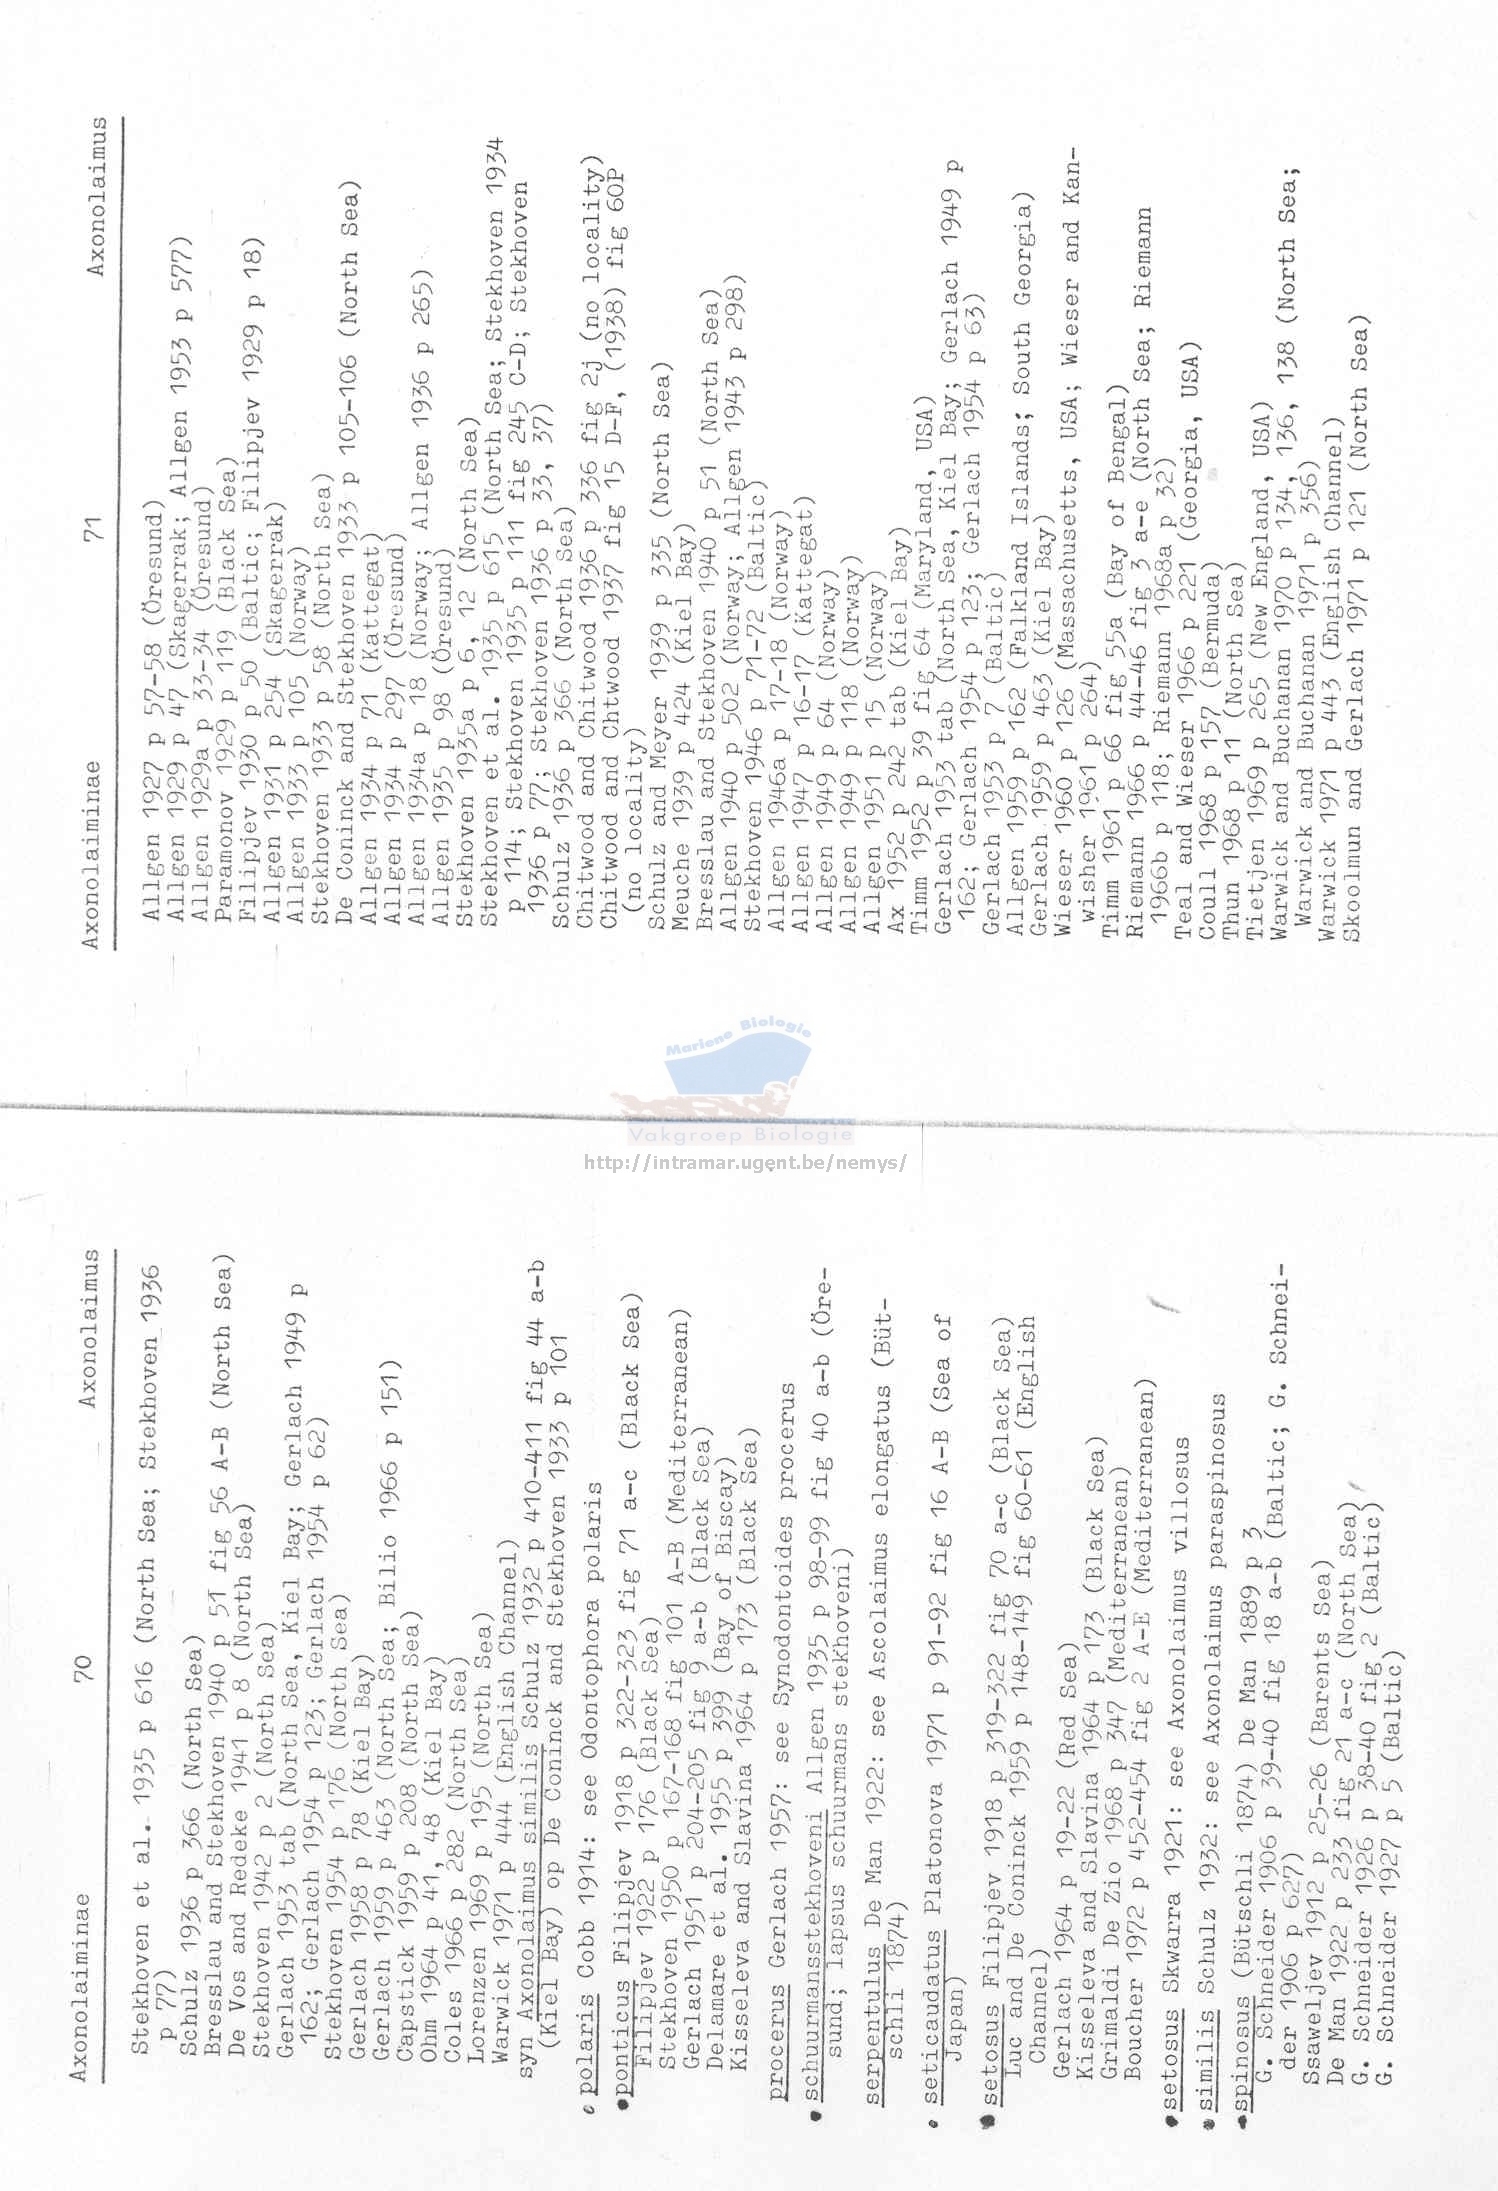 Axonolaiminae 70 Axonolaimus
Stekhoven et al. 1935 p 616 (North Sea; Stekhoven 1936
p 77)
Schulz 1936 p 366 (North Sea)
Bresslau and Stekhoven 1940 p 51 fig 56 A-B (North Sea)
De Vos and Redeke 1941 p 8 (North Sea)
Stekhoven 1942 p 2 (North Sea)
Gerlach 1953 tab (North Sea, Kiel Bay; Gerlach 1949 p
162; Gerlach 1954 p 123; Gerlach 1954 p 62)
Stekhoven 1954 p 176 (North Sea)
Gerlach 1958 p 78 (Kiel Bay)
Gerlach 1959 p 463 (North Sea; Bilio 1966 p 151)
Capstick 1959 p 208 (North Sea)
Ohm 1964 p 41, 48 (Kiel Bay)
Coles 1966 p 282 (North Sea)
Lorenzen 1969 p 195 (North Sea)
Warwick 1971 p 444 (English Channel)
syn Axonolaimus similis Schulz 1932 p 410-411 fig 44 a-b
(Kiel Bay) op De Coninck and Stekhoven 1933 p 101
polaris Cobb 1914: see Odontophora polaris
ponticus Filipjev 1918 p 322-323 fig 71 a-c (Black Sea)
Filipjev 1922 p 176 (Black Sea)
Stekhoven 1950 p 167-168 fig 101 A-B (Mediterranean)
Gerlach 1951 p 204-205 fig 9 a-b (Black Sea)
Delamare et al. 1955 p 399 (Bay of Biscay)
Kisseleva and Slavina 1964 p 173 (Black Sea)
procerus Gerlach 1957: see Synodontoides procerus
schuurmansstekhoveni Allgen 1935 p 98-99 fig 40 a-b (Öre-
sund; lapsus schuurmans stekhoveni)
serpentulus De Man 1922: see Ascolaimus elongatus (Büt-
schli 1874)
seticaudatus Platonova 1971 p 91-92 fig 16 A-B (Sea of
Japan)
setosus Filipjev 1918 p 319-322 fig 70 a-c (Black Sea)
Luc and De Coninck 1959 p 148-149 fig 60-61 (English
Channel)
Gerlach 1964 p 19-22 (Red Sea)
Kisseleva and Slavina 1964 p 173 (Black Sea)
Grimaldi De Zio 1968 p 347 (Mediterranean)
Boucher 1972 p 452-454 fig 2 A-E (Mediterranean)
setosus Skwarra 1921: see Axonolaimus villosus
similis Schulz 1932: see Axonolaimus paraspinosus
spinosus (Bütschli 1874) De Man 1889 p 3
G. Schneider 1906 p 39-40 fig 18 a-b (Baltic; G. Schnei-
der 1906 p 627)
Ssaweljev 1912 p 25-26 (Barents Sea)
De Man 1922 p 233 fig 21 a-c (North Sea)
G. Schneider 1926 p 38-40 fig 2 (Baltic)
G. Schneider 1927 p 5 (Baltic)
Axonolaiminae 71 Axonolaimus
Allgen 1927 p 57-58 (Öresund)
Allgen 1929 p 47 (Skagerrak; Allgen 1953 p 577)
Allgen 1929a p 33-34 (Öresund)
Paramonov 1929 p 119 (Black Sea)
Filipjev 1930 p 50 (Baltic; Filipjev 1929 p 18)
Allgen 1931 p 254 (Skagerrak)
Allgen 1933 p 105 (Norway)
Stekhoven 1933 p 58 (North Sea)
De Coninck and Stekhoven 1933 p 105-106 (North Sea)
Allgen 1934 p 71 (Kattegat)
Allgen 1934 p 297 (Öresund)
Allgen 1934a p 18 (Norway; Allgen 1936 p 265)
Allgen 1935 p 98 (Öresund)
Stekhoven 1935a p 6, 12 (North Sea)
Stekhoven et al. 1935 p 615 (North Sea; Stekhoven 1934
p 114; Stekhoven 1935 p 111 fig 245 C-D; Stekhoven
1936 p 77; Stekhoven 1936 p 33, 37)
Schulz 1936 p 366 (North Sea)
Chitwood and Chitwood 1936 p 336 fig 2j (no locality)
Chitwood and Chtwood 1937 fig 15 D-F, (1938) fig 60P
(no locality)
Schulz and Meyer 1939 p 335 (North Sea)
Meuche 1939 p 424 (Kiel Bay)
Bresslau and Stekhoven 1940 p 51 (North Sea)
Allgen 1940 p 502 (Norway; Allgen 1943 p 298)
Stekhoven 1946 p 71-72 (Baltic)
Allgen 1946a p 17-18 (Norway)
Allgen 1947 p 16-17 (Kattegat)
Allgen 1949 p 64 (Norway)
Allgen 1949 p 118 (Norway)
Allgen 1951 p 15 (Norway)
Ax 1952 p 242 tab (Kiel Bay)
Timm 1952 p 39 fig 64 (Maryland, USA)
Gerlach 1953 tab (North Sea, Kiel Bay; Gerlach 1949 p
162; Gerlach 1954 p 123; Gerlach 1954 p 63)
Gerlach 1953 p 7 (Baltic)
Allgen 1959 p 162 (Falkland Islands; South Georgia)
Gerlach 1959 p 463 (Kiel Bay)
Wieser 1960 p 126 (Massachusetts, USA; Wieser and Kan-
wisher 1961 p 264)
Timm 1961 p 66 fig 55a (Bay of Bengal)
Riemann 1966 p 44-46 fig 3 a-e (North Sea; Riemann
1966b p 118; Riemann 1968a p 32)
Teal and Wieser 1966 p 221 (Georgia, USA)
Coull 1968 p 157 (Bermuda)
Thun 1968 p 11 (North Sea)
Tietjen 1969 p 265 (New England, USA)
Warwick and Buchanan 1970 p 134, 136, 138 (North Sea;
Warwick and Buchanan 1971 p 356)
Warwick 1971 p 443 (English Channel)
Skoolmun and Gerlach 1971 p 121 (North Sea)
Mariene Biologie
Vakgroep Biologie
http://intramar.ugent.be/nemys/